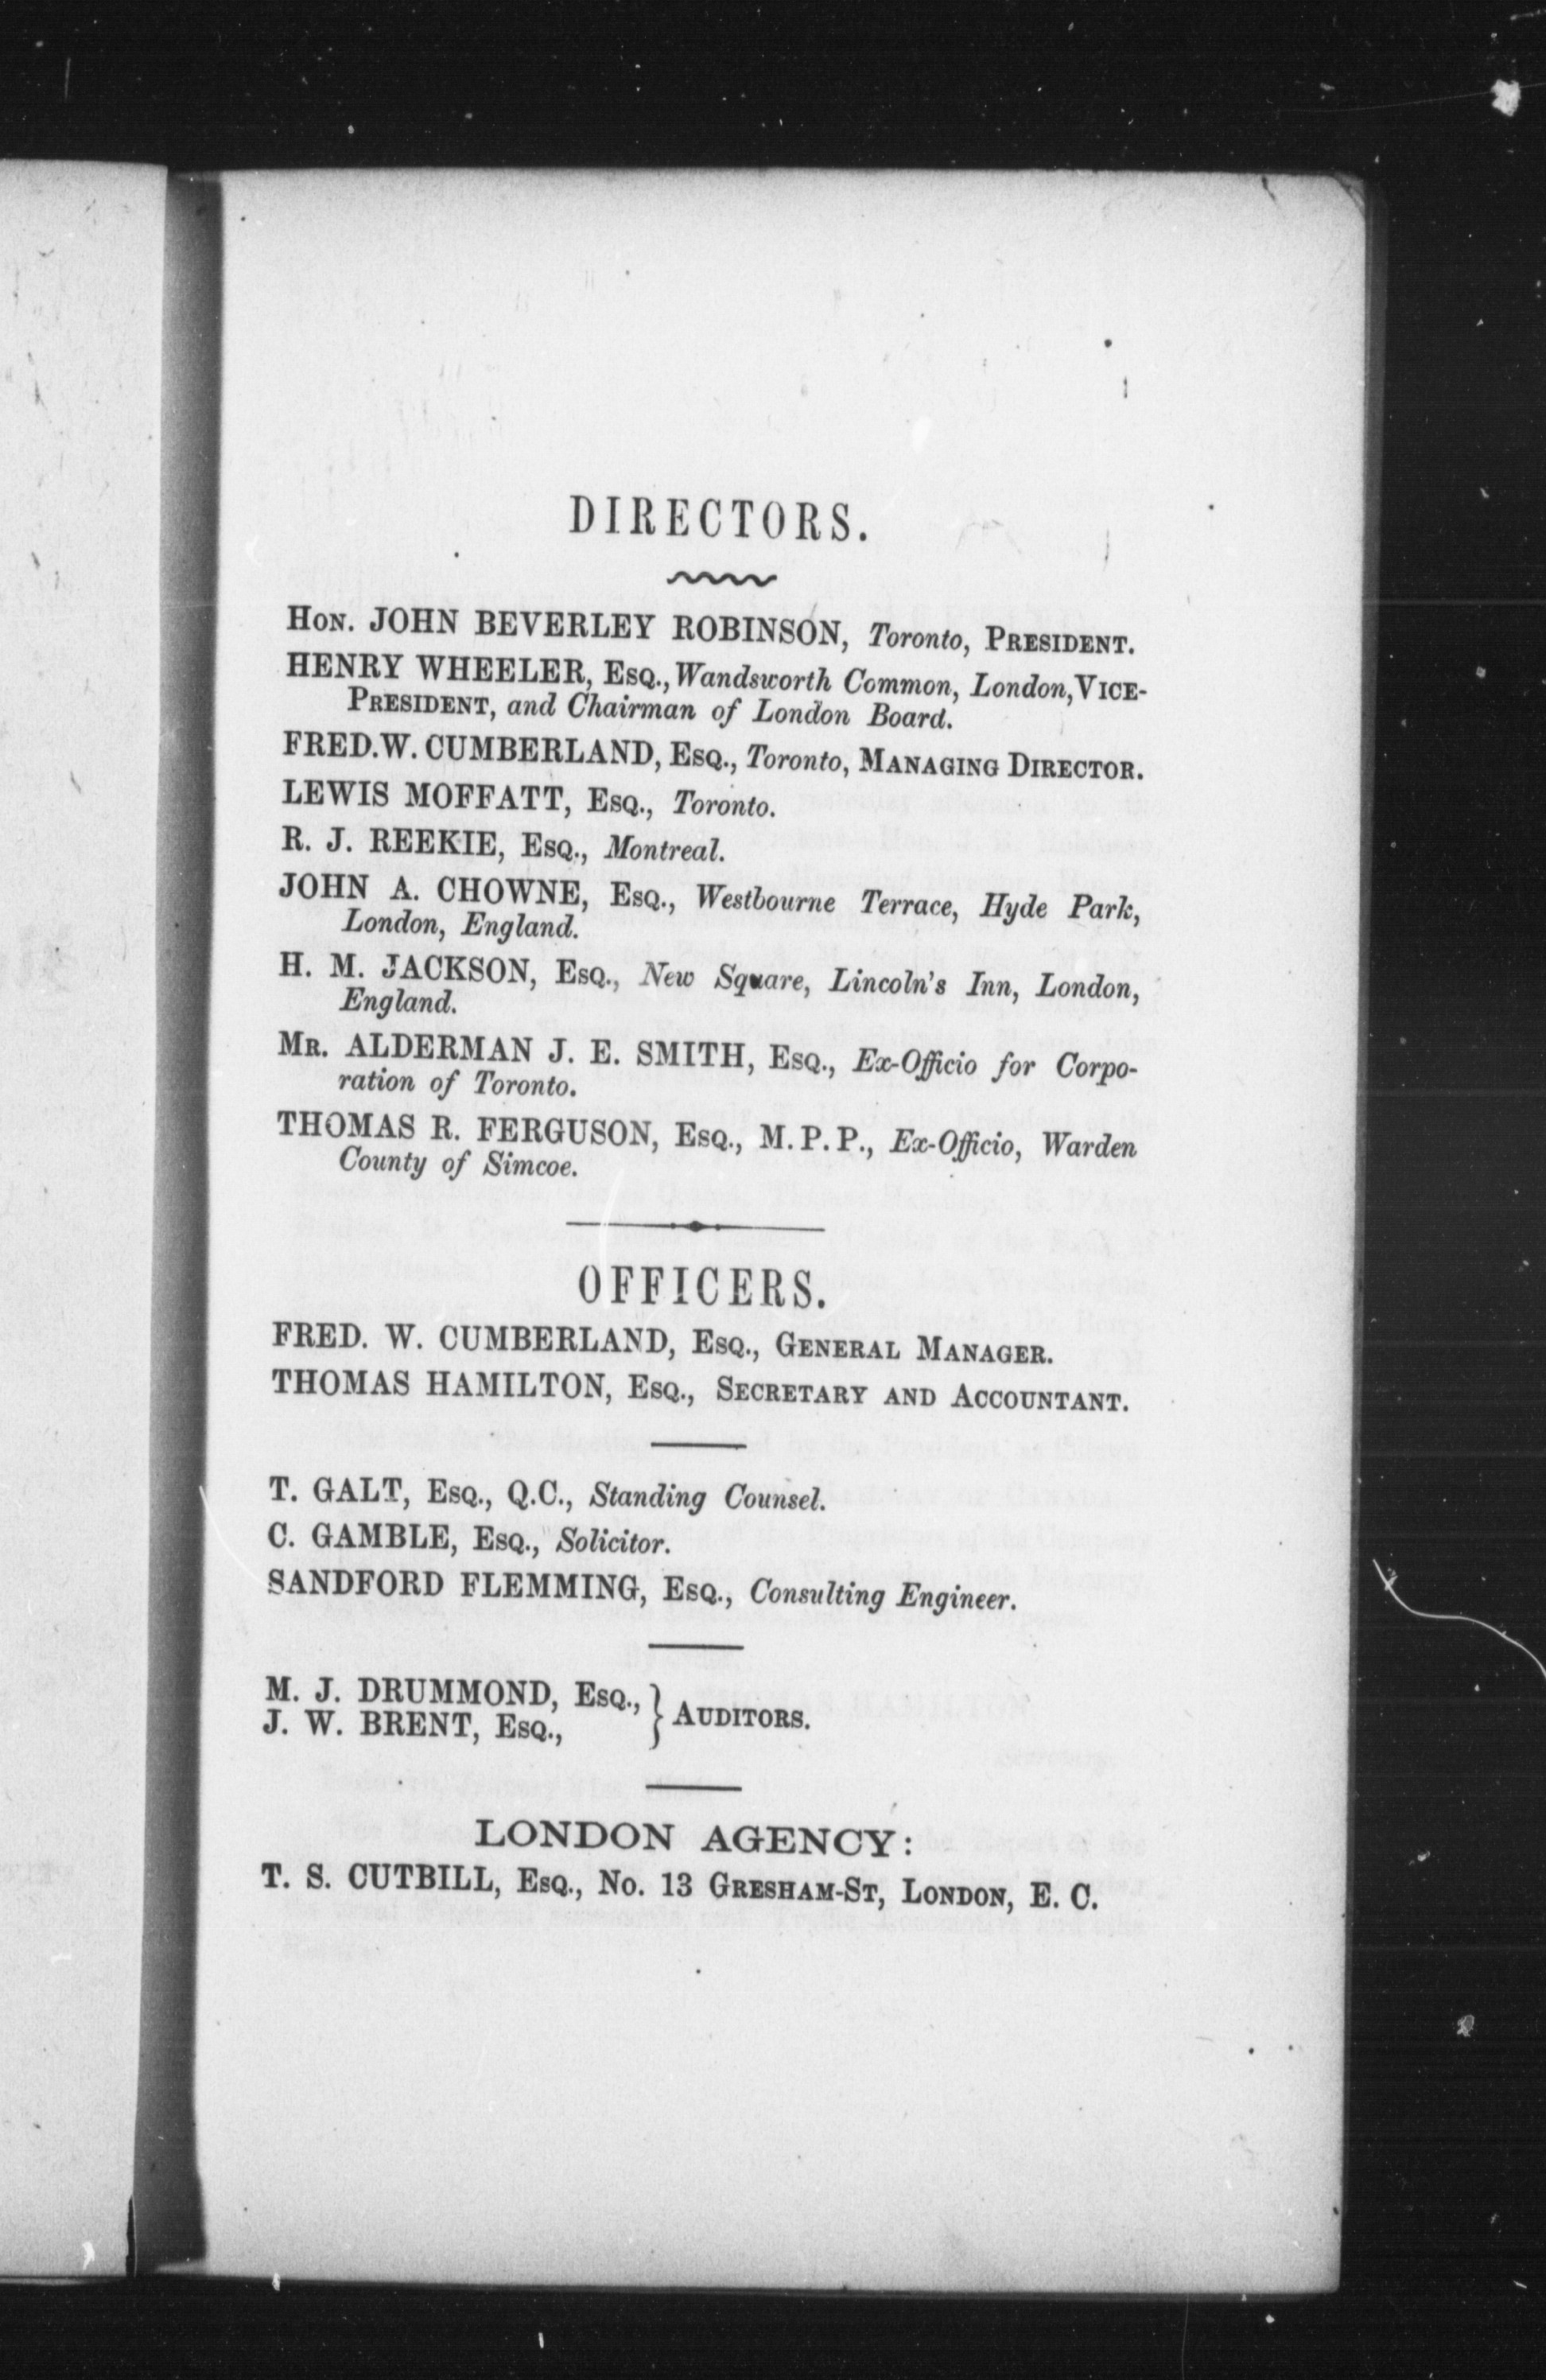 DIRECTORS.
HON. JOHN BEVERLEY ROBINSON, Toronto, PRESIDENT.
HENRY WHEELER, ESQ., Wandsworth Common, London, VICE-
PRESIDENT, and Chairman of London Board.
FRED. W. CUMBERLAND, ESQ., Toronto, MANAGING DIRECTOR.
LEWIS MOFFATT, ESQ., Toronto.
R. J. REEKIE, ESQ., Montreal.
JOHN A. CHOWNE, ESQ., Westbourne Terrace, Hyde Park,
London, England.
H. M. JACKSON, ESQ., New Square, Lincoln's Inn, London,
England.
MR. ALDERMAN J. E. SMITH, ESQ., Ex-Officio for Corpo-
ration of Toronto.
THOMAS R. FERGUSON, ESQ., M.P.P., Ex-Officio, Warden
County of Simcoe.
OFFICERS.
FRED. W. CUMBERLAND, ESQ., GENERAL MANAGER.
THOMAS HAMILTON, ESQ., SECRETARY AND ACCOUNTANT.
T. GALT, ESQ., Q.C., Standing Counsel.
C. GAMBLE, ESQ., Solicitor.
SANDFORD FLEMMING, ESQ., Consulting Engineer.
M. J. DRUMMOND, ESQ.,
J. W. BRENT, ESQ., } AUDITORS.
LONDON AGENCY:
T. S. CUTBILL, ESQ., NO. 13 GRESHAM-ST, LONDON, E. C.